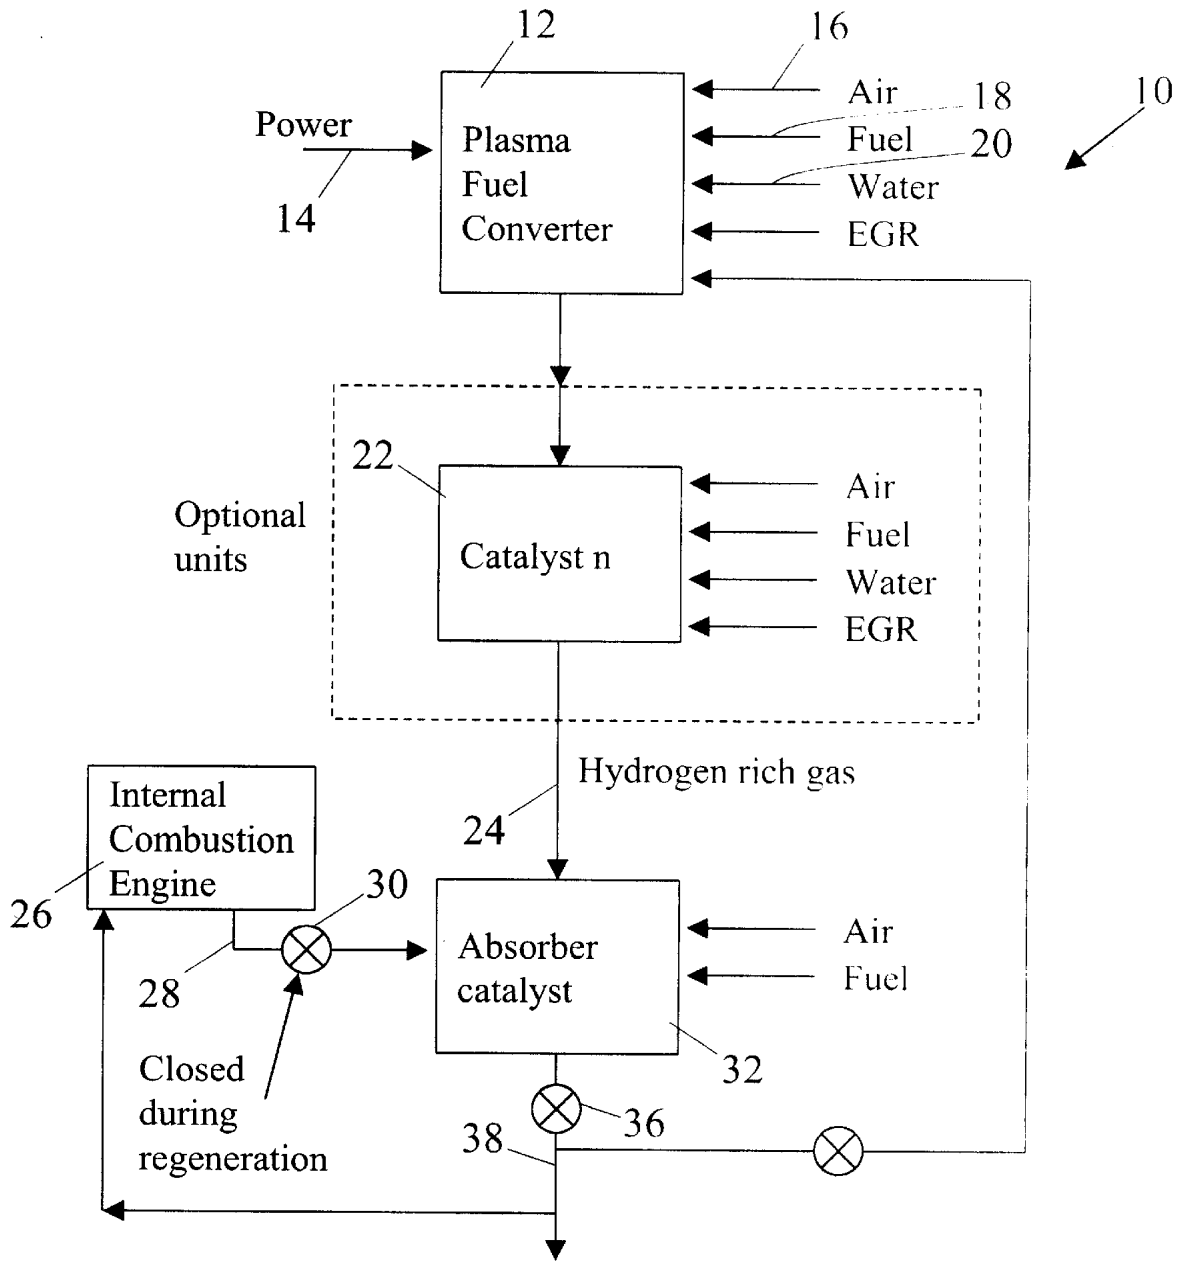 12
16
Air
10
Power
18
Plasma
Fuel
Converter
Fuel
20
14
Water
EGR
22
Optional
units
Catalyst n
Air
Fuel
Water
EGR
Hydrogen rich gas
24
Internal
Combustion
Engine
26
30
28
Absorber
catalyst
Air
Fuel
32
Closed
during
regeneration
36
38